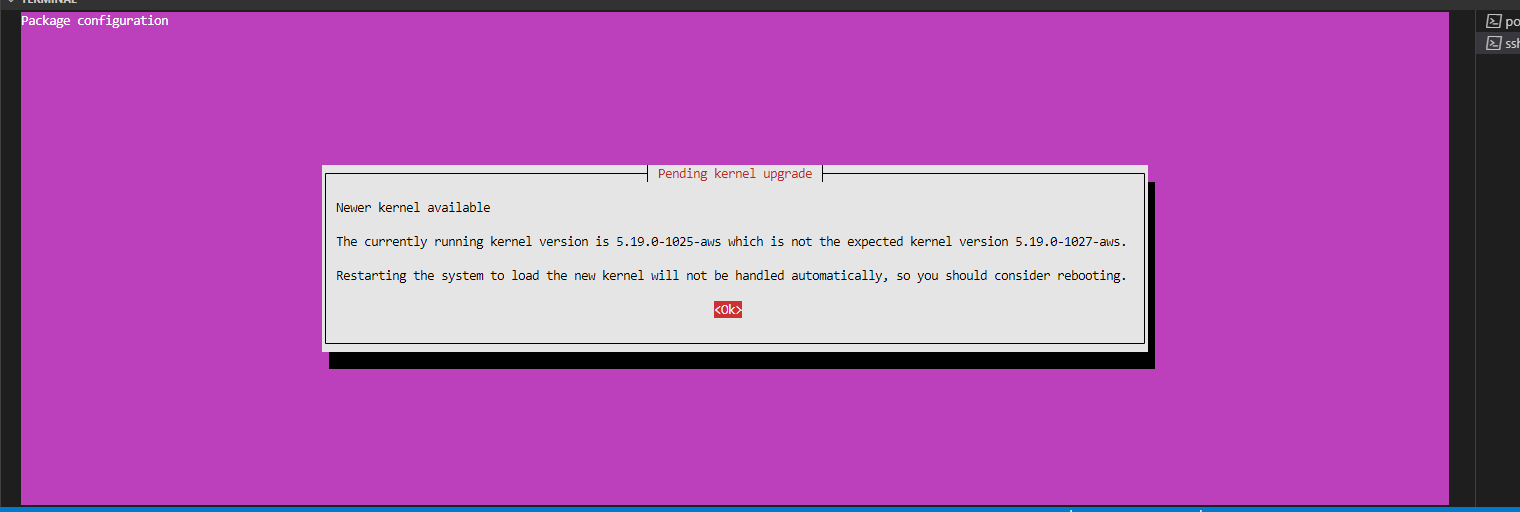 TERMINAL
Package configuration
po
ssh
Pending kernel upgrade
Newer kernel available
The currently running kernel version is 5.19.0-1025-aws which is not the expected kernel version 5.19.0-1027-aws.
Restarting the system to load the new kernel will not be handled automatically, so you should consider rebooting.
<Ok>